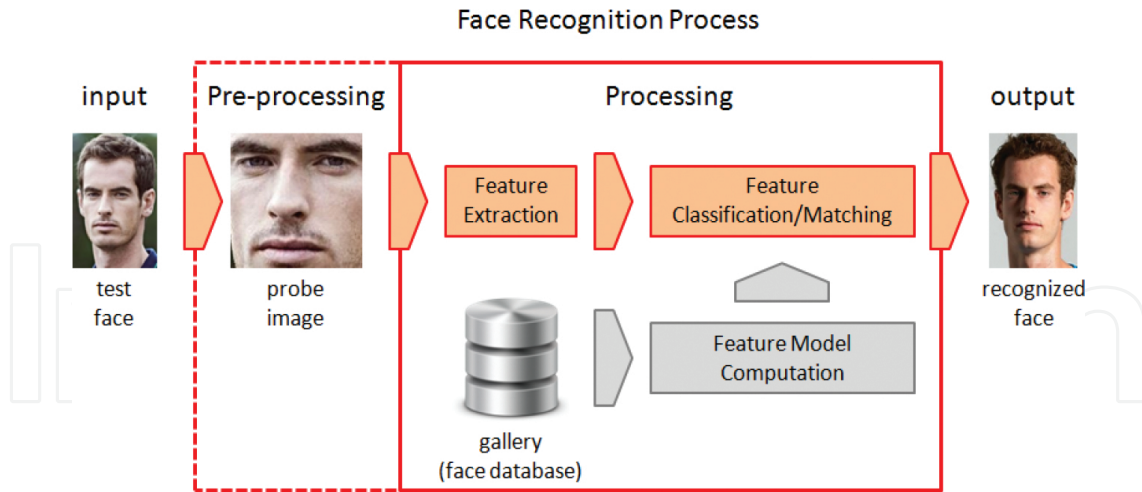 Face Recognition Process
input
Pre-processing
Processing
output
Feature
Extraction
Feature
Classification/Matching
test
face
probe
image
recognized
face
Feature Model
Computation
gallery
(face database)